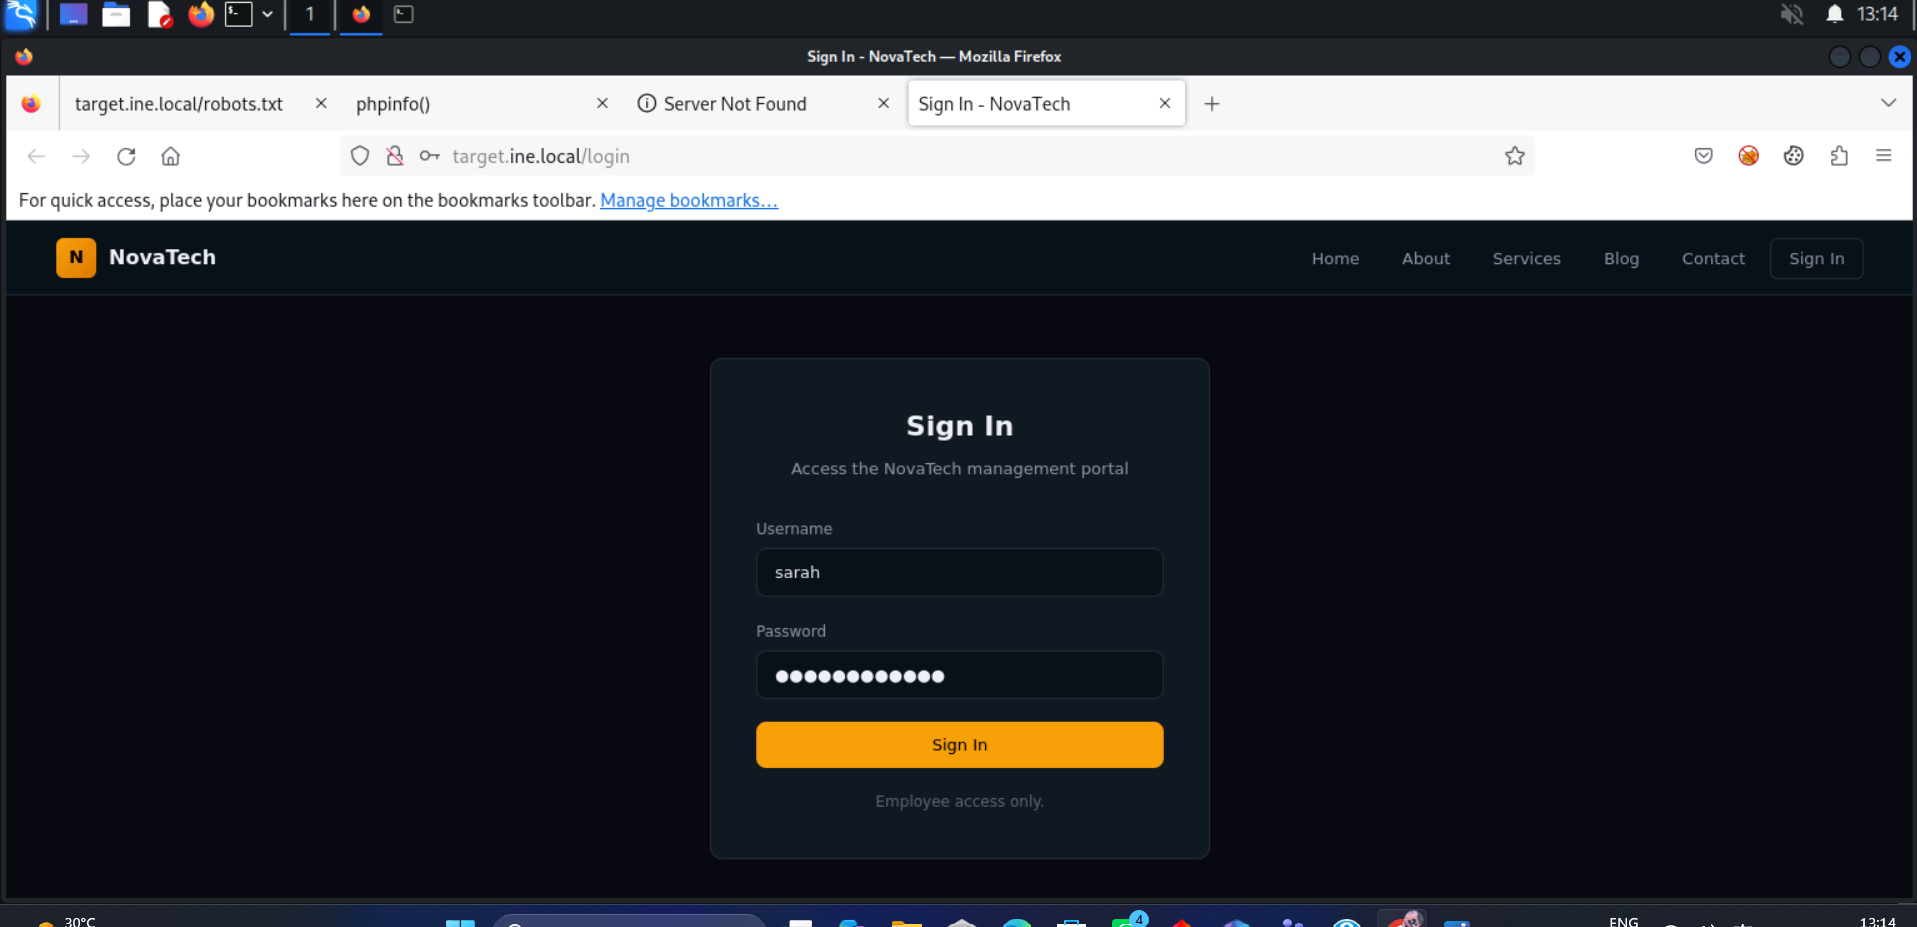 1
13:14
Sign In - NovaTech — Mozilla Firefox
target.ine.local/robots.txt
phpinfo()
Server Not Found
Sign In - NovaTech
target.ine.local/login
For quick access, place your bookmarks here on the bookmarks toolbar. Manage bookmarks...
N NovaTech
Home About Services Blog Contact Sign In
Sign In
Access the NovaTech management portal
Username
sarah
Password
Sign In
Employee access only.
30°C
4
ENG
13:14